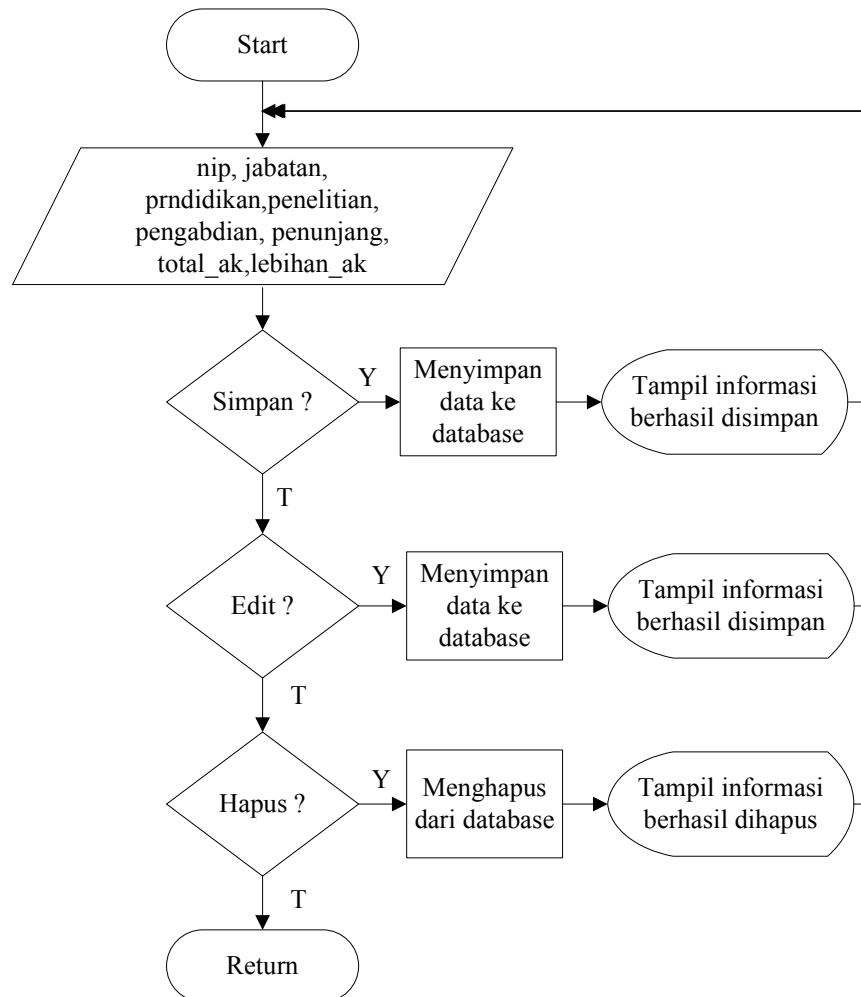 Start
nip, jabatan,
prndidikan,penelitian,
pengabdian, penunjang,
total_ak,lebihan_ak
Simpan ?
Y
Menyimpan
data ke
database
Tampil informasi
berhasil disimpan
T
Edit ?
Y
Menyimpan
data ke
database
Tampil informasi
berhasil disimpan
T
Hapus ?
Y
Menghapus
dari database
Tampil informasi
berhasil dihapus
T
Return